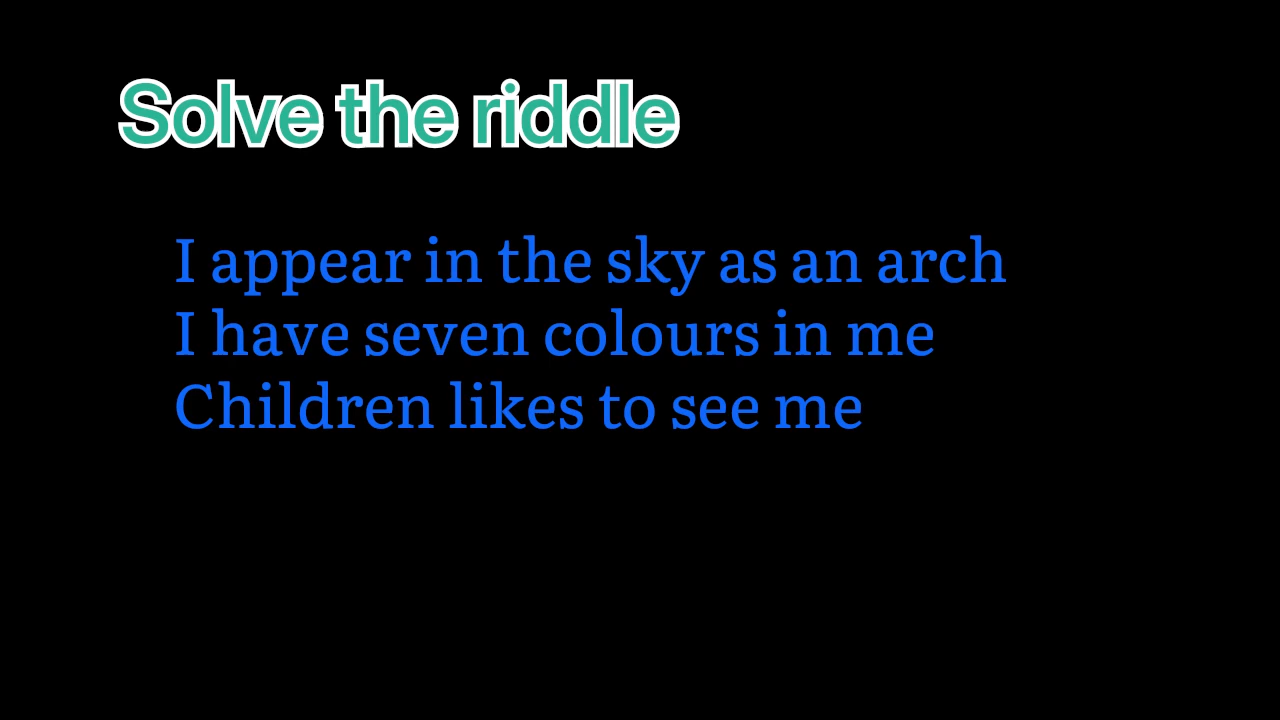 Solve the riddle
I appear in the sky as an arch
I have seven colours in me
Children likes to see me